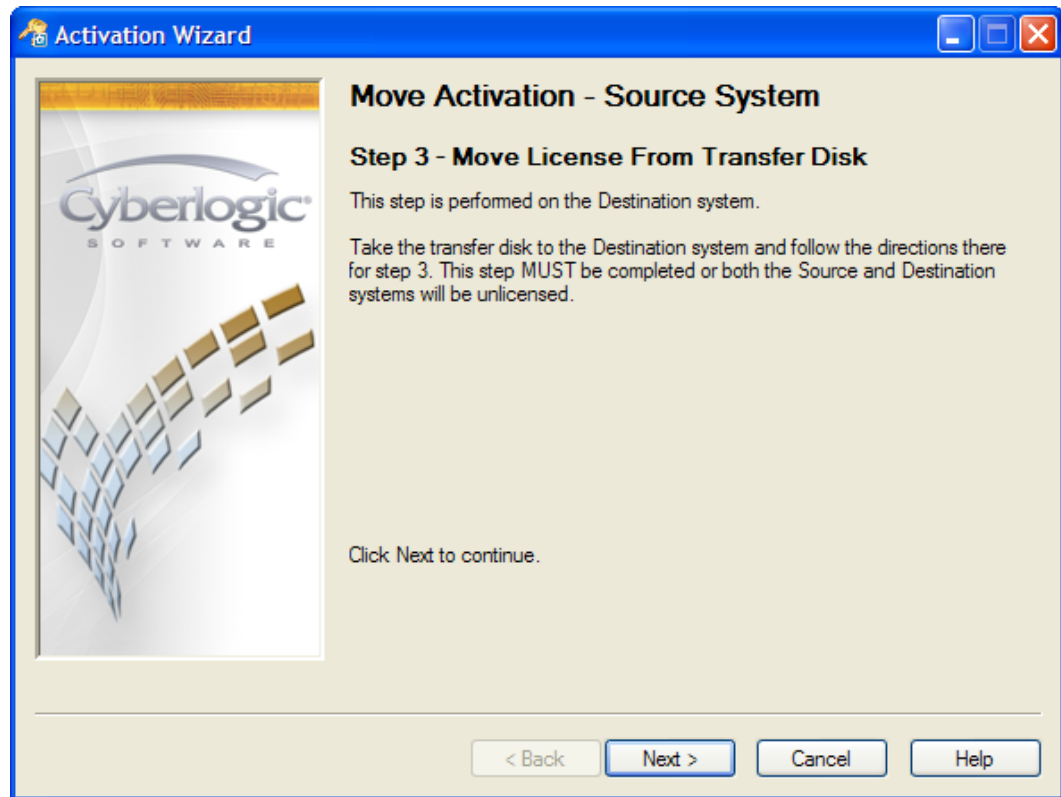 Activation Wizard
Cyberlogic®
SOFTWARE
Move Activation - Source System
Step 3 - Move License From Transfer Disk
This step is performed on the Destination system.
Take the transfer disk to the Destination system and follow the directions there
for step 3. This step MUST be completed or both the Source and Destination
systems will be unlicensed.
Click Next to continue.
< Back
Next >
Cancel
Help